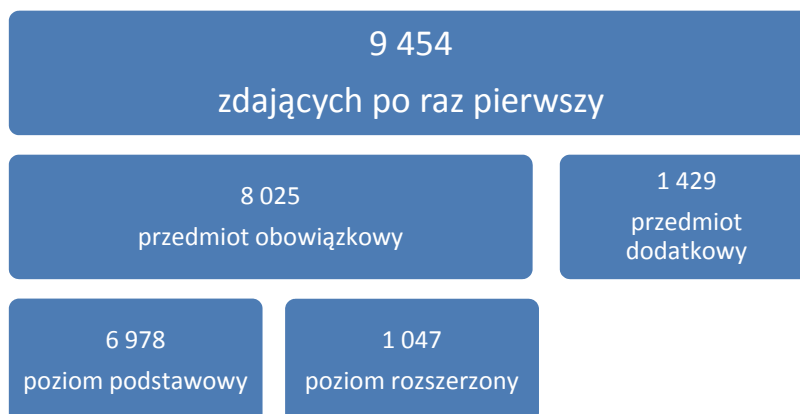 9 454
zdających po raz pierwszy
8 025
przedmiot obowiązkowy
1 429
przedmiot
dodatkowy
6 978
poziom podstawowy
1 047
poziom rozszerzony